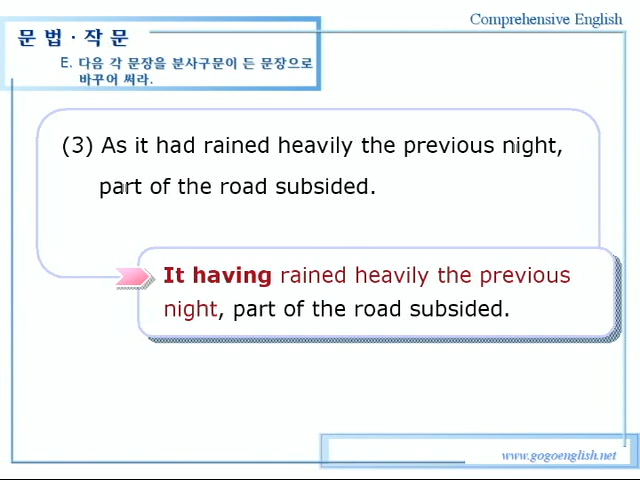 Comprehensive English
문 법 · 작 문
E. 다음 각 문장을 분사구문이 든 문장으로
바꾸어 써라.
(3) As it had rained heavily the previous night,
part of the road subsided.
It having rained heavily the previous
night, part of the road subsided.
www.gogoenglish.net